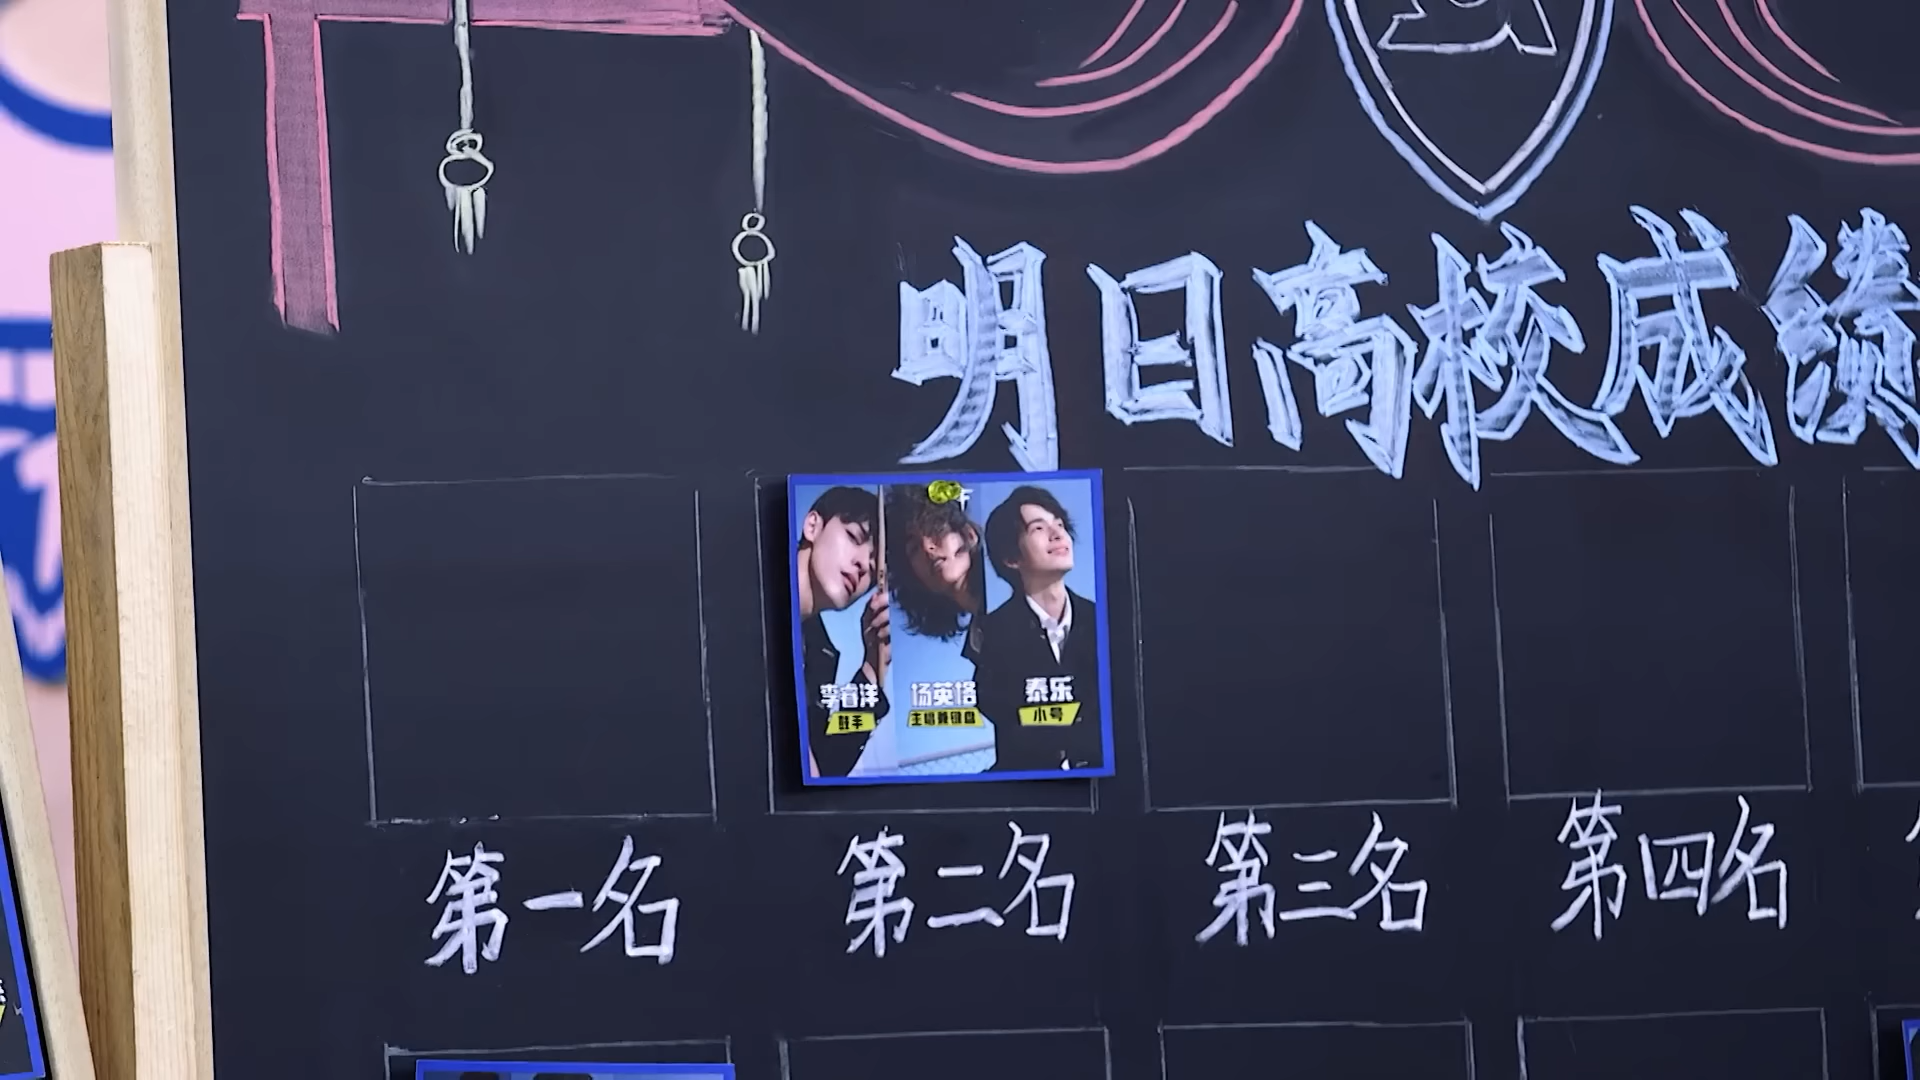 明日高校成绩
李睿洋 杨英格 泰乐
鼓手 主唱兼键盘 小号
第一名 第二名 第三名 第四名